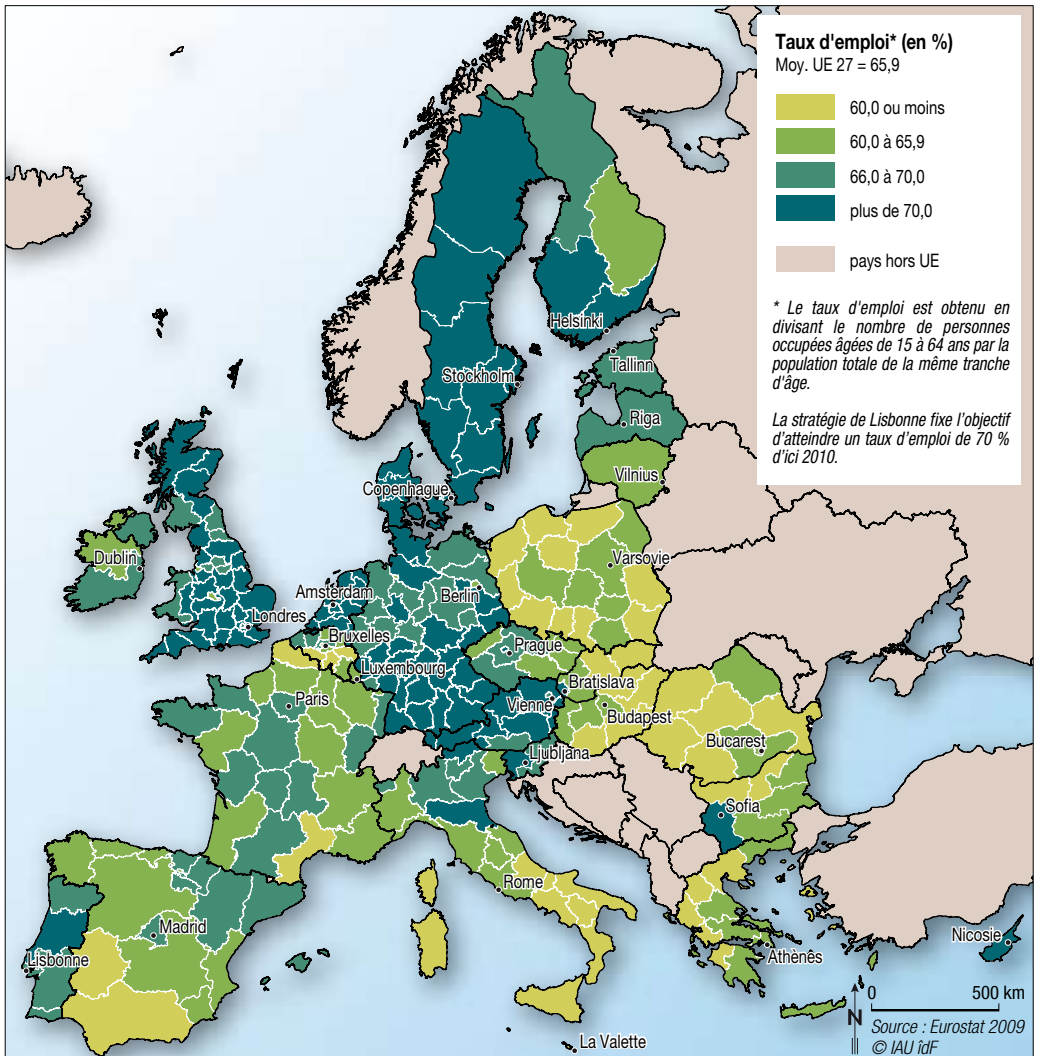 Taux d'emploi* (en %)
Moy. UE 27 = 65,9
60,0 ou moins
60,0 à 65,9
66,0 à 70,0
plus de 70,0
pays hors UE
* Le taux d'emploi est obtenu en
divisant le nombre de personnes
occupées âgées de 15 à 64 ans par la
population totale de la même tranche
d'âge.
La stratégie de Lisbonne fixe l'objectif
d'atteindre un taux d'emploi de 70 %
d'ici 2010.
Helsinki
Tallinn
Stockholm
Riga
Vilnius
Copenhague
Dublin
Varsovie
Amsterdam
Berlin
Londres
Bruxelles
Prague
Luxembourg
Bratislava
Paris
Vienne
Budapest
Bucarest
Ljubljana
Sofia
Rome
Madrid
Nicosie
Lisbonne
Athènes
0 500 km
N
Source : Eurostat 2009
© IAU îdF
La Valette